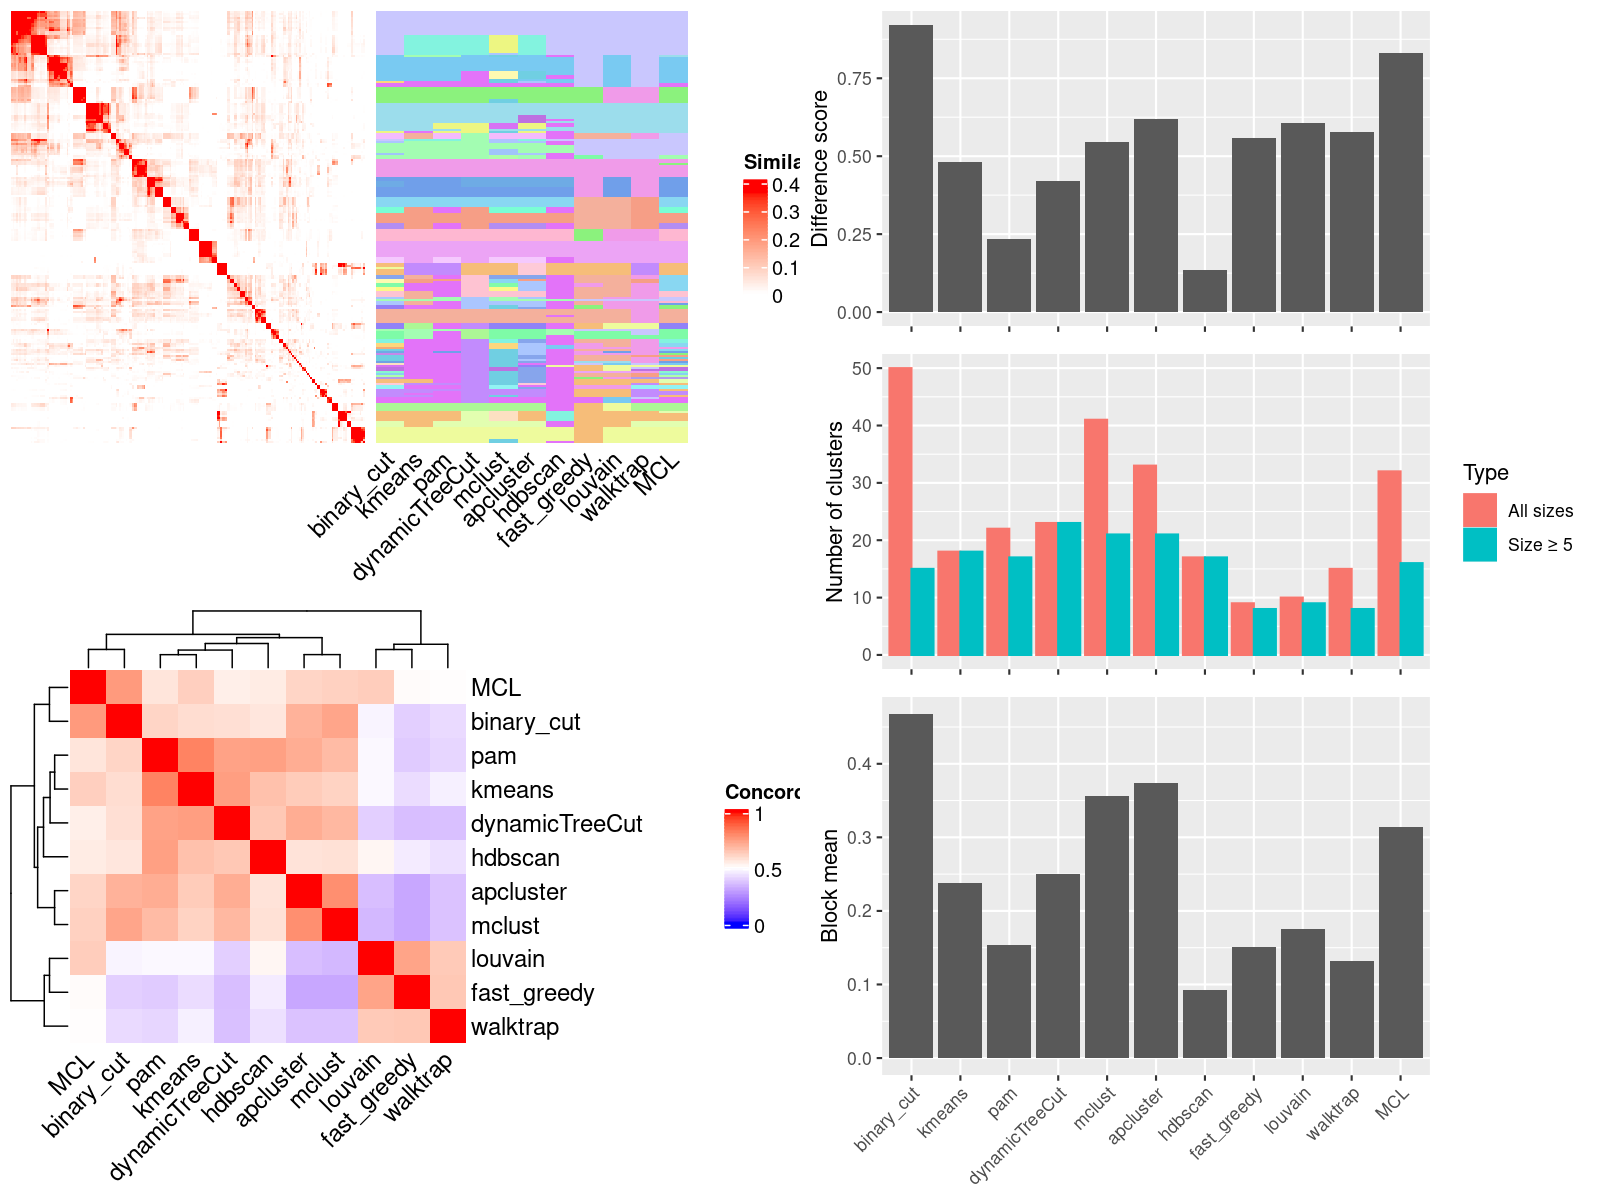 Simila
0.4
0.3
0.2
0.1
0
binary_cut
kmeans
pam
dynamicTreeCut
mclust
apcluster
hdbscan
fast_greedy
louvain
walktrap
MCL
Concord
1
0.5
0
MCL
binary_cut
pam
kmeans
dynamicTreeCut
hdbscan
apcluster
mclust
louvain
fast_greedy
walktrap
MCL
binary_cut
pam
kmeans
dynamicTreeCut
hdbscan
apcluster
mclust
louvain
fast_greedy
walktrap
Difference score
0.75
0.50
0.25
0.00
Number of clusters
50
40
30
20
10
0
Type
All sizes
Size ≥ 5
Block mean
0.4
0.3
0.2
0.1
0.0
binary_cut
kmeans
pam
dynamicTreeCut
mclust
apcluster
hdbscan
fast_greedy
louvain
walktrap
MCL